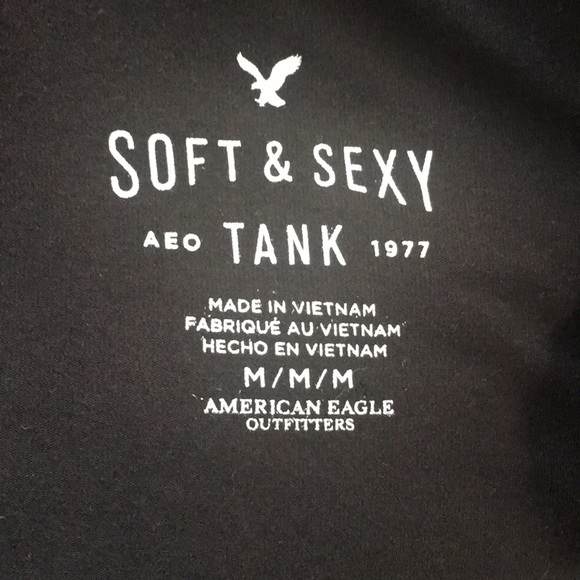 SOFT & SEXY
AEO TANK 1977
MADE IN VIETNAM
FABRIQUÉ AU VIETNAM
HECHO EN VIETNAM
M/M/M
AMERICAN EAGLE
OUTFITTERS